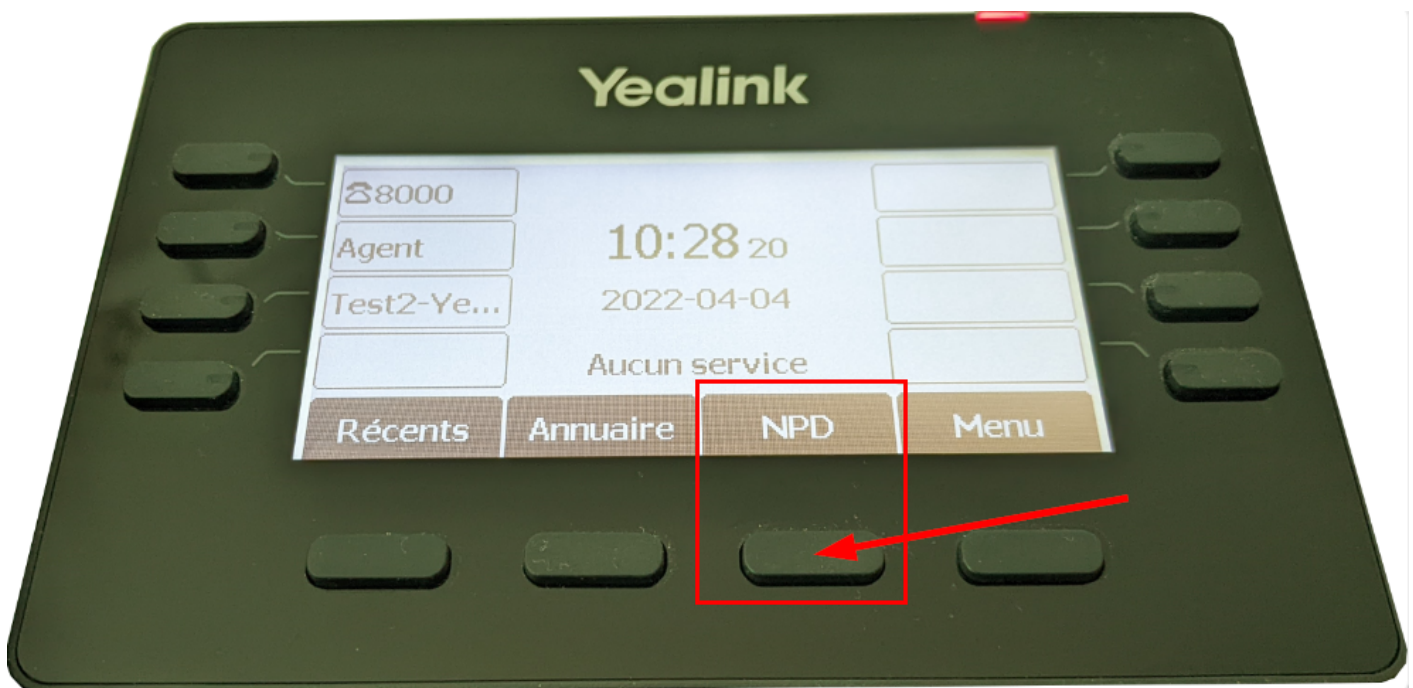 Yealink
8000
Agent
Test2-Ye...
10:28 20
2022-04-04
Aucun service
Récents
Annuaire
NPD
Menu